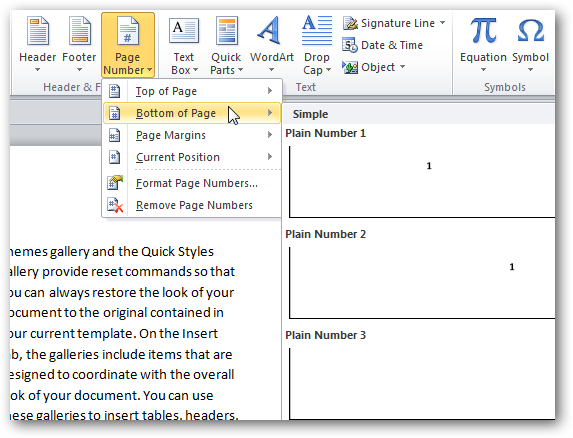 Header
Footer
Page Number
Text Box
Quick Parts
WordArt
Drop Cap
Signature Line
Date & Time
Object
Equation
Symbol
Header & F
Text
Symbols
Top of Page
Bottom of Page
Page Margins
Current Position
Format Page Numbers...
Remove Page Numbers
Simple
Plain Number 1
1
Plain Number 2
1
Plain Number 3
hemes gallery and the Quick Styles
allery provide reset commands so that
ou can always restore the look of your
ocument to the original contained in
our current template. On the Insert
ab, the galleries include items that are
esigned to coordinate with the overall
ok of your document. You can use
hese galleries to insert tables, headers,